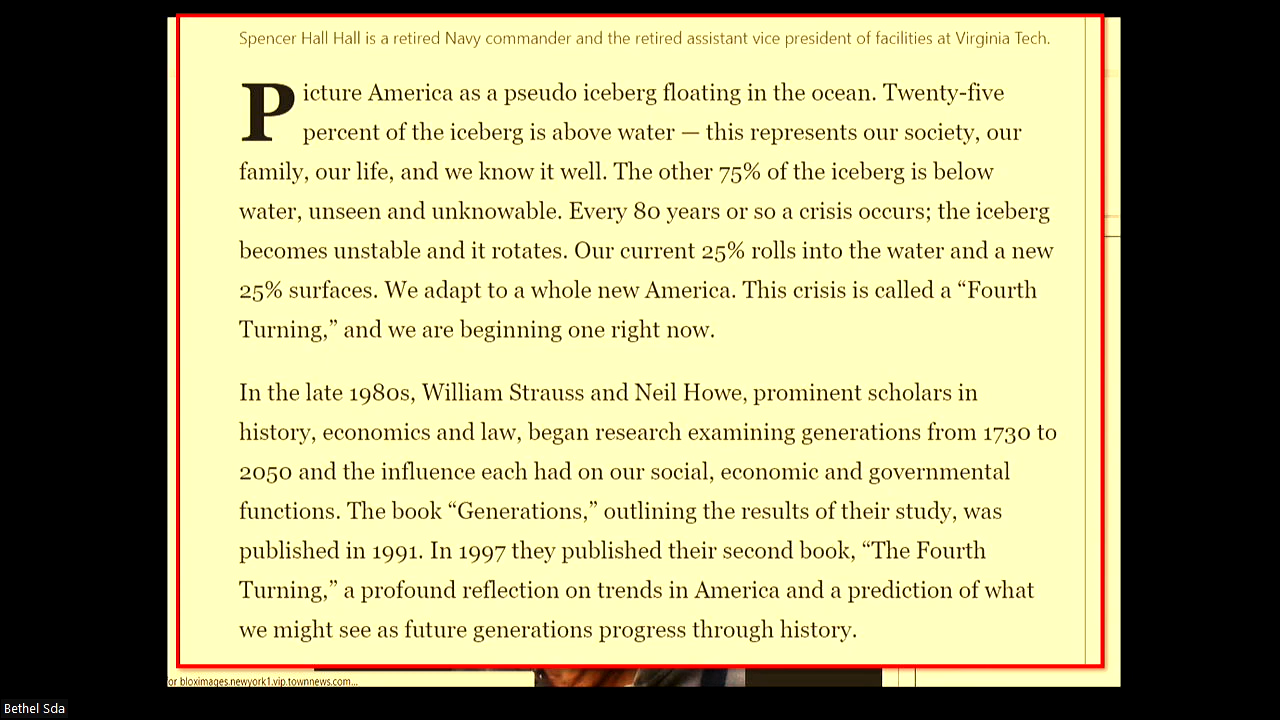 Spencer Hall Hall is a retired Navy commander and the retired assistant vice president of facilities at Virginia Tech.
Picture America as a pseudo iceberg floating in the ocean. Twenty-five
percent of the iceberg is above water — this represents our society, our
family, our life, and we know it well. The other 75% of the iceberg is below
water, unseen and unknowable. Every 80 years or so a crisis occurs; the iceberg
becomes unstable and it rotates. Our current 25% rolls into the water and a new
25% surfaces. We adapt to a whole new America. This crisis is called a “Fourth
Turning,” and we are beginning one right now.
In the late 1980s, William Strauss and Neil Howe, prominent scholars in
history, economics and law, began research examining generations from 1730 to
2050 and the influence each had on our social, economic and governmental
functions. The book “Generations,” outlining the results of their study, was
published in 1991. In 1997 they published their second book, “The Fourth
Turning,” a profound reflection on trends in America and a prediction of what
we might see as future generations progress through history.
or bloximages.newyork1.vip.townnews.com...
Bethel Sda